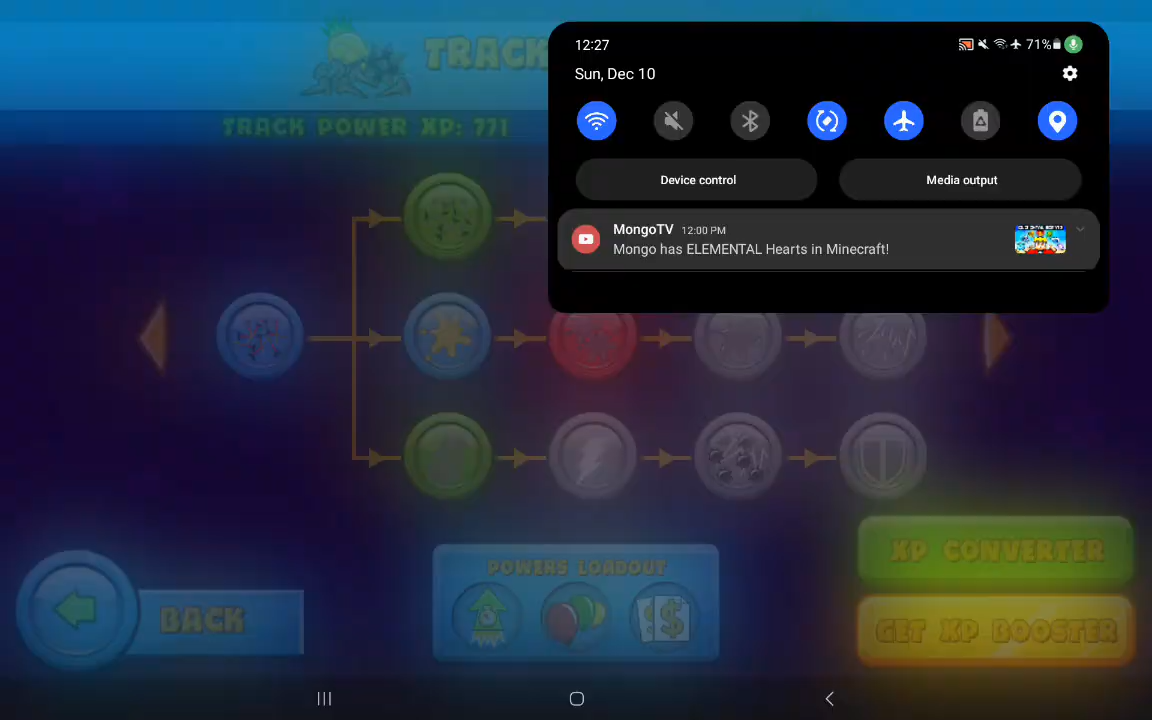 12:27
71%
Sun, Dec 10
TRACK
TRACK POWER XP: 771
Device control
Media output
MongoTV 12:00 PM
Mongo has ELEMENTAL Hearts in Minecraft!
XP CONVERTER
POWERS LOADOUT
BACK
GET XP BOOSTER